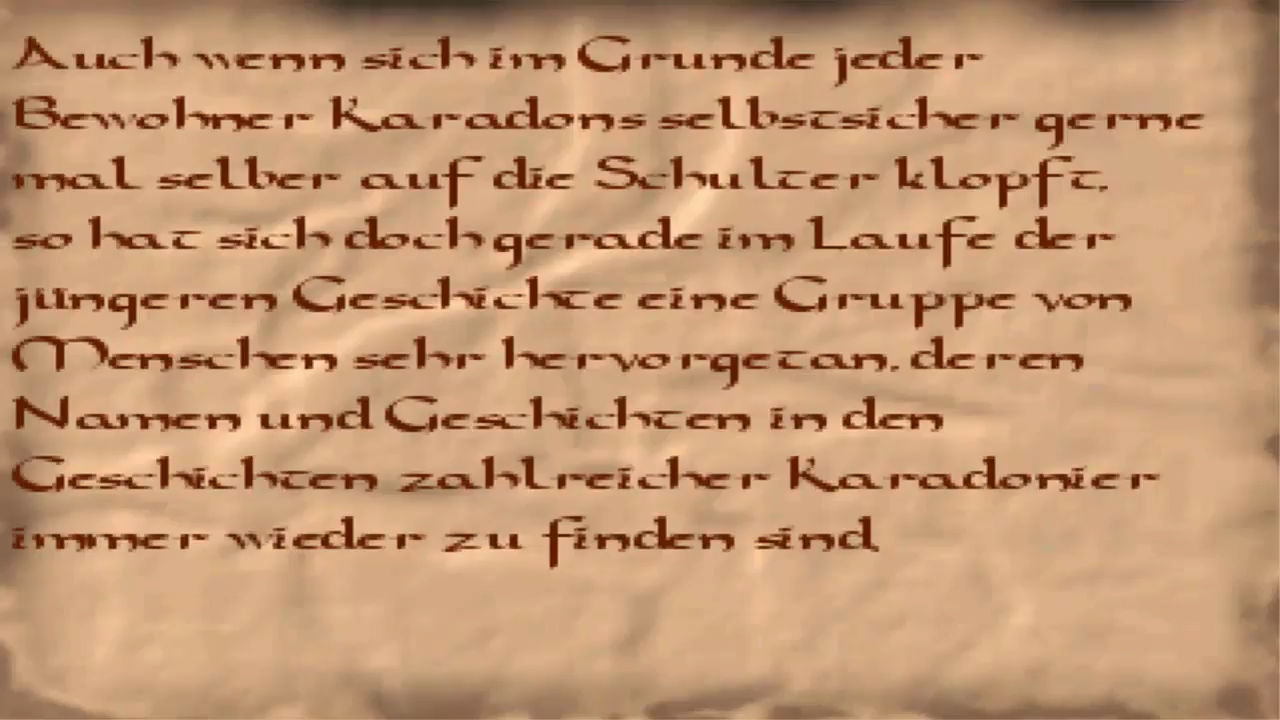 Auch wenn sich im Grunde jeder
Bewohner Karadons selbstsicher gerne
mal selber auf die Schulter klopft,
so hat sich doch gerade im Laufe der
jüngeren Geschichte eine Gruppe von
Menschen sehr hervorgetan, deren
Namen und Geschichten in den
Geschichten zahlreicher Karadonier
immer wieder zu finden sind.